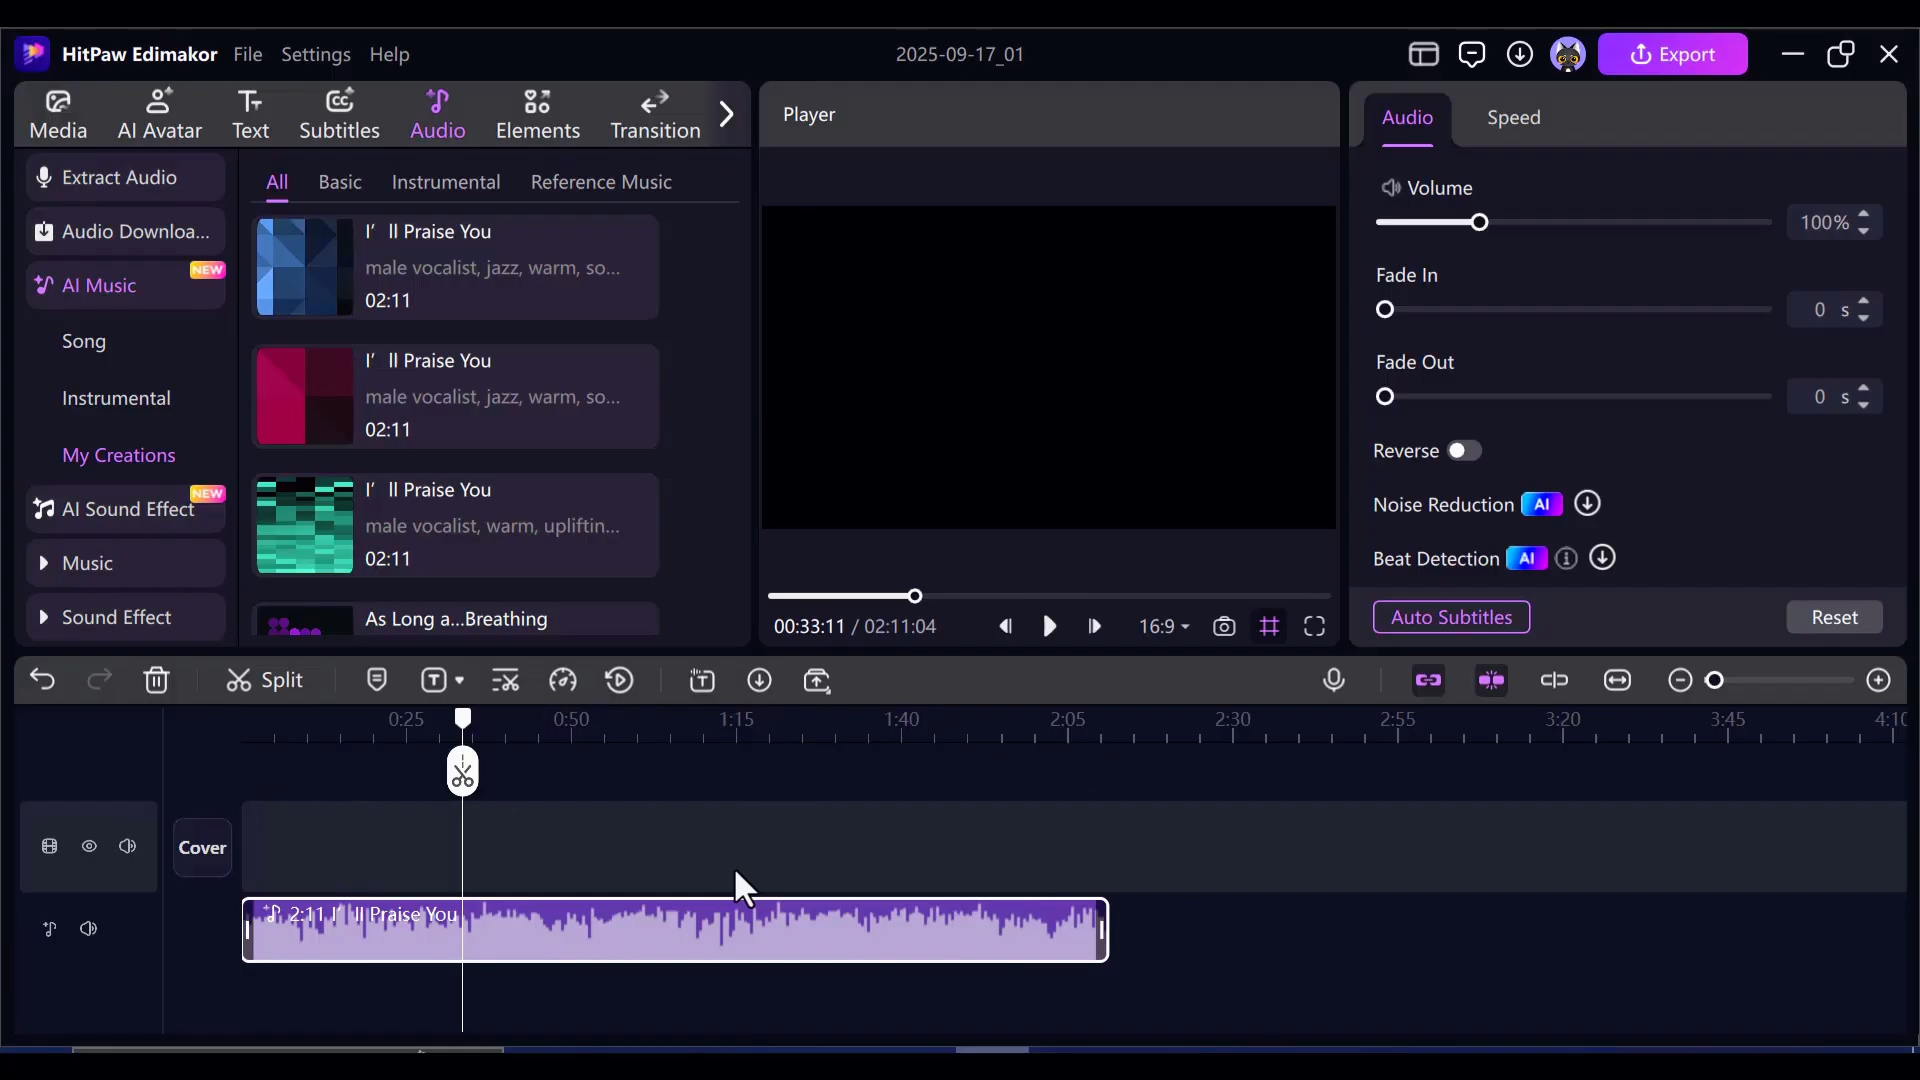 HitPaw Edimakor File Settings Help 2025-09-17_01 Export
Media AI Avatar Text Subtitles Audio Elements Transition
Extract Audio
Audio Downloa...
NEW
AI Music
Song
Instrumental
My Creations
NEW
AI Sound Effect
Music
Sound Effect
All Basic Instrumental Reference Music
I’ ll Praise You
male vocalist, jazz, warm, so...
02:11
I’ ll Praise You
male vocalist, jazz, warm, so...
02:11
I’ ll Praise You
male vocalist, warm, upliftin...
02:11
As Long a...Breathing
Player
00:33:11 / 02:11:04 16:9
Audio Speed
Volume
100%
Fade In
0 s
Fade Out
0 s
Reverse
Noise Reduction AI
Beat Detection AI
Auto Subtitles Reset
Split
0:25 0:50 1:15 1:40 2:05 2:30 2:55 3:20 3:45 4:10
Cover
2:11 I’ ll Praise You